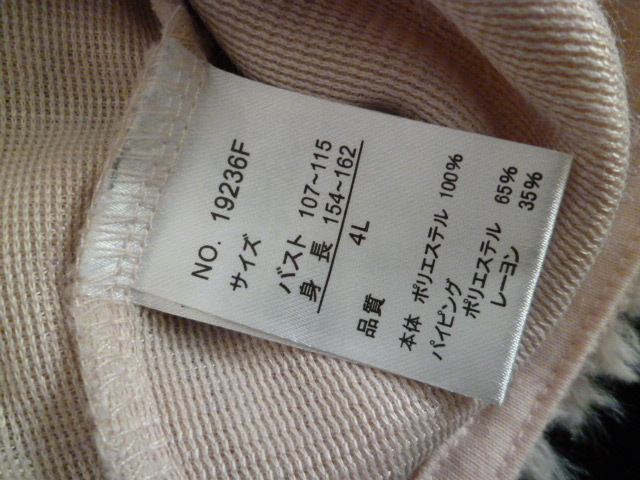 NO. 19236F
サイズ
バスト 107~115
身 長 154~162
4L
品質
本体 ポリエステル 100%
パイピング
ポリエステル 65%
レーヨン 35%